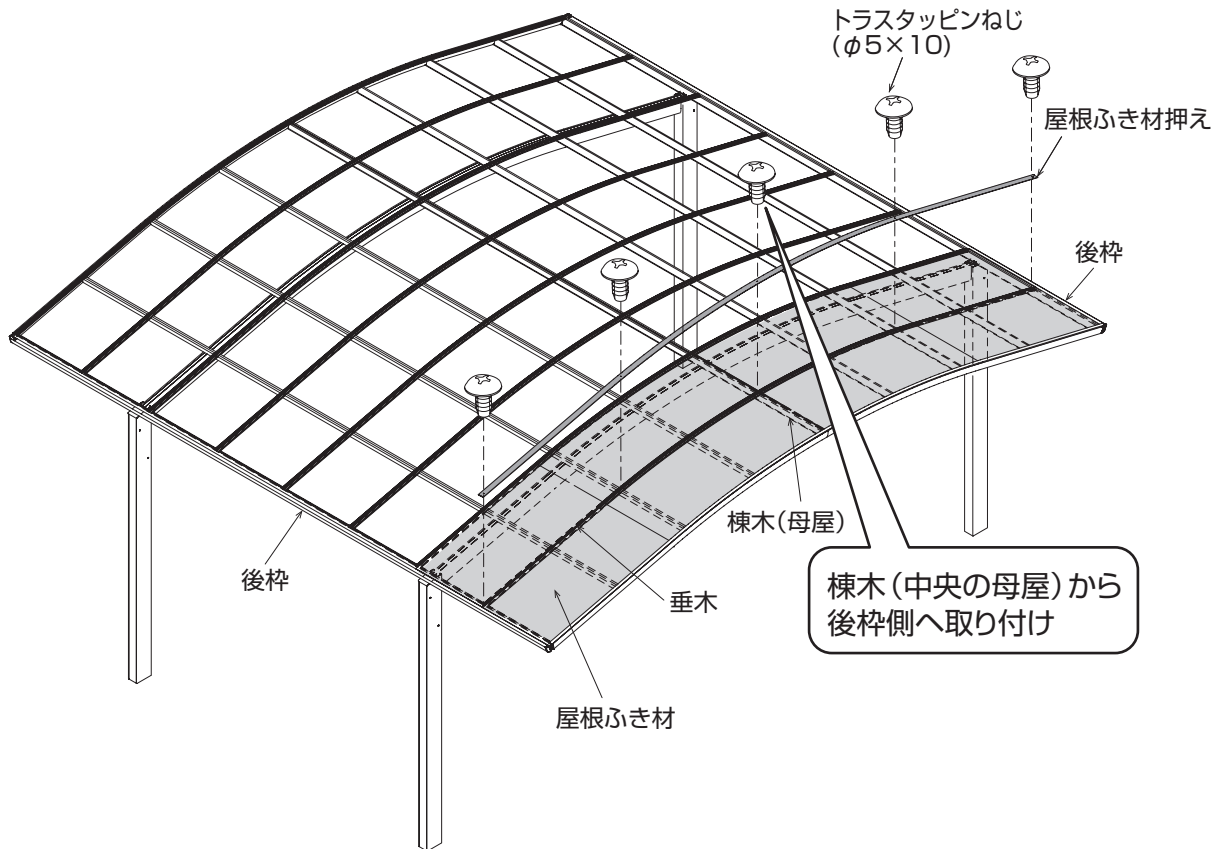 トラスタッピンねじ
(φ5×10)
屋根ふき材押え
後枠
棟木(母屋)
後枠
垂木
棟木(中央の母屋)から
後枠側へ取り付け
屋根ふき材